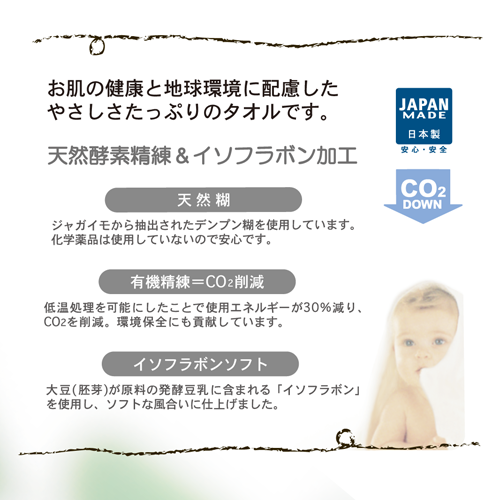 お肌の健康と地球環境に配慮した
やさしさたっぷりのタオルです。
JAPAN
MADE
日本製
安心・安全
天然酵素精練＆イソフラボン加工
CO2
DOWN
天然糊
ジャガイモから抽出されたデンプン糊を使用しています。
化学薬品は使用していないので安心です。
有機精練＝CO2削減
低温処理を可能にしたことで使用エネルギーが30％減り、
CO2を削減。環境保全にも貢献しています。
イソフラボンソフト
大豆(胚芽)が原料の発酵豆乳に含まれる「イソフラボン」
を使用し、ソフトな風合いに仕上げました。